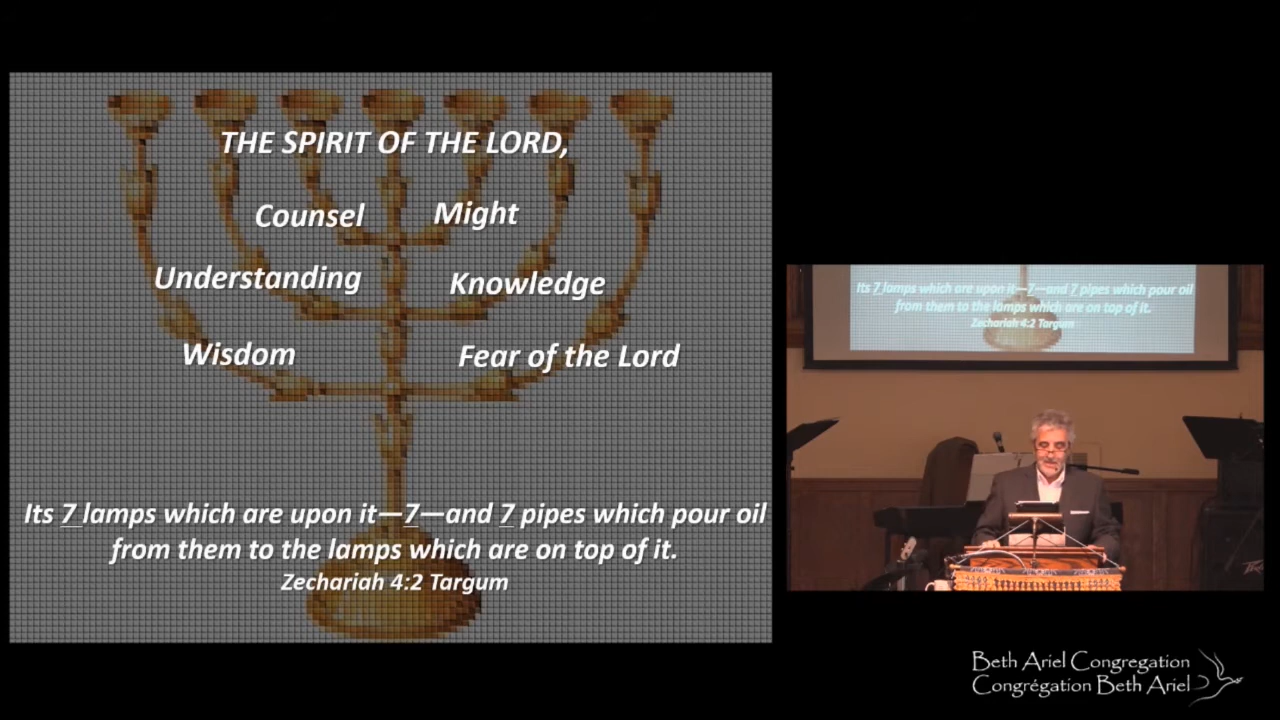 THE SPIRIT OF THE LORD,
Counsel Might
Understanding Knowledge
Wisdom Fear of the Lord
Its 7 lamps which are upon it—7—and 7 pipes which pour oil
from them to the lamps which are on top of it.
Zechariah 4:2 Targum
Its 7 lamps which are upon it—7—and 7 pipes which pour oil
from them to the lamps which are on top of it.
Zechariah 4:2 Targum
Beth Ariel Congregation
Congrégation Beth Ariel